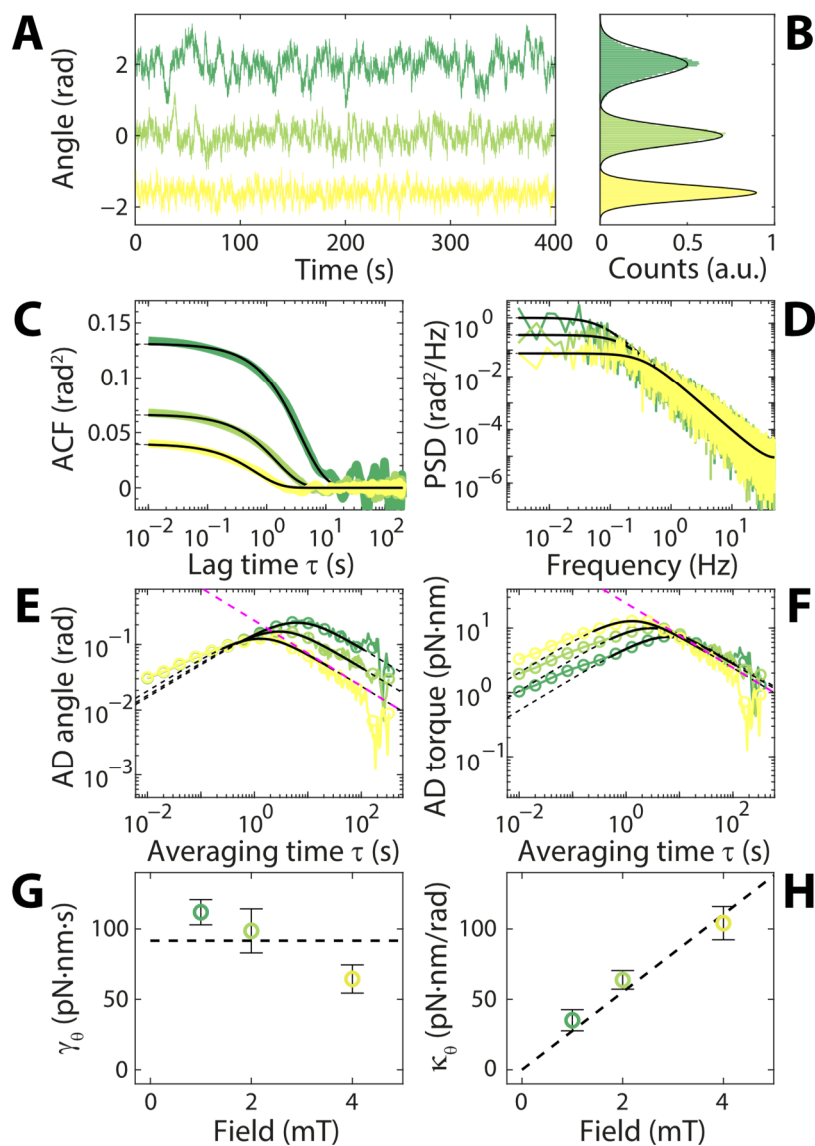 A
Angle (rad)
2
0
−2
0
100
200
300
400
Time (s)
B
0
0.5
1
Counts (a.u.)
C
ACF (rad²)
0.15
0.1
0.05
0
10⁻² 10⁻¹ 10⁰ 10¹ 10²
Lag time τ (s)
D
PSD (rad²/Hz)
10⁰
10⁻²
10⁻⁴
10⁻⁶
10⁻² 10⁻¹ 10⁰ 10¹
Frequency (Hz)
E
AD angle (rad)
10⁻¹
10⁻²
10⁻³
10⁻² 10⁰ 10²
Averaging time τ (s)
F
AD torque (pN·nm)
10¹
10⁰
10⁻¹
10⁻² 10⁰ 10²
Averaging time τ (s)
G
γθ (pN·nm·s)
100
50
0
0 2 4
Field (mT)
H
κθ (pN·nm/rad)
100
50
0
0 2 4
Field (mT)